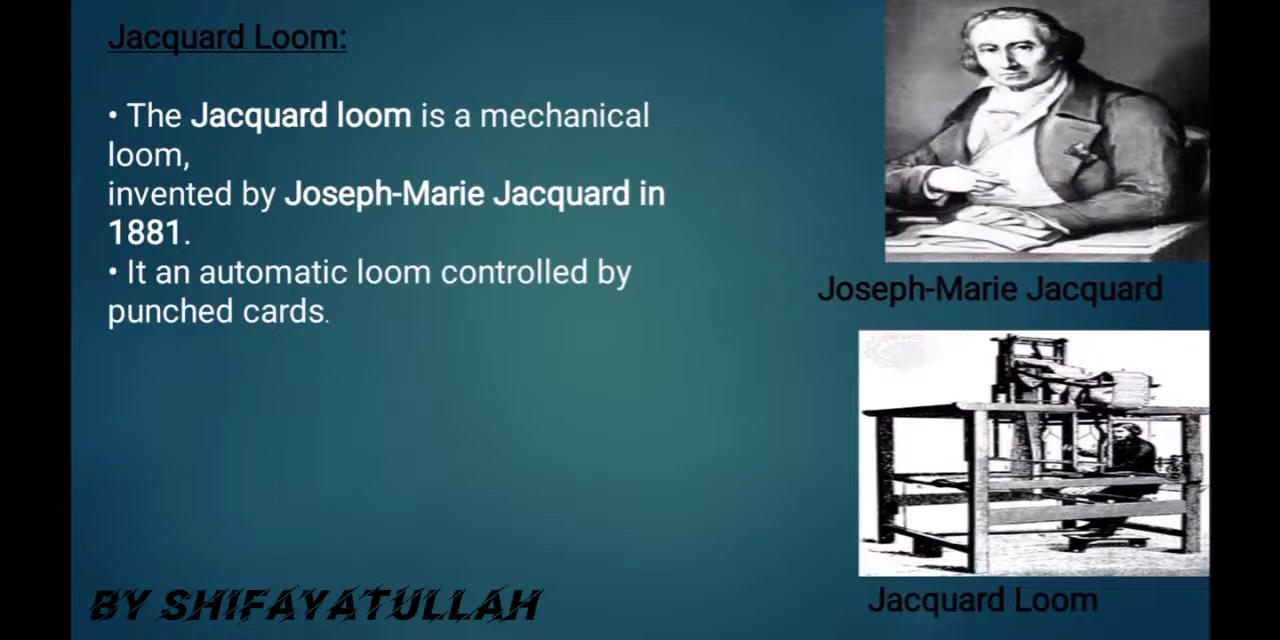 Jacquard Loom:
• The Jacquard loom is a mechanical
loom,
invented by Joseph-Marie Jacquard in
1881.
• It an automatic loom controlled by
punched cards.
Joseph-Marie Jacquard
Jacquard Loom
BY SHIFAYATULLAH